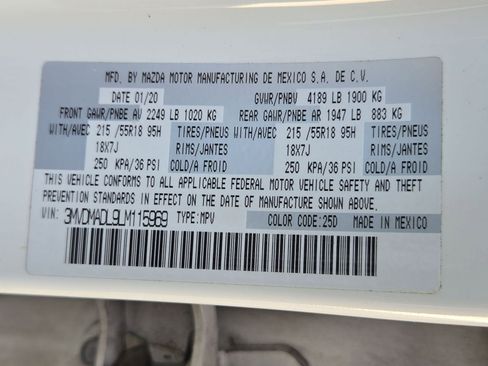 MFD. BY MAZDA MOTOR MANUFACTURING DE MEXICO S.A. DE C.V.
DATE 01/20 GVWR/PNBV 4189 LB 1900 KG
FRONT GAWR/PNBE AV 2249 LB 1020 KG REAR GAWR/PNBE AR 1947 LB 883 KG
WITH/AVEC 215 /55R18 95H TIRES/PNEUS WITH/AVEC 215 /55R18 95H TIRES/PNEUS
18X7J RIMS/JANTES 18X7J RIMS/JANTES
250 KPA/36 PSI COLD/A FROID 250 KPA/36 PSI COLD/A FROID
THIS VEHICLE CONFORMS TO ALL APPLICABLE FEDERAL MOTOR VEHICLE SAFETY AND THEFT
PREVENTION STANDARDS IN EFFECT ON THE DATE OF MANUFACTURE SHOWN ABOVE.
VIN: 3MVDMADL9LM115969 TYPE:MPV COLOR CODE:25D MADE IN MEXICO